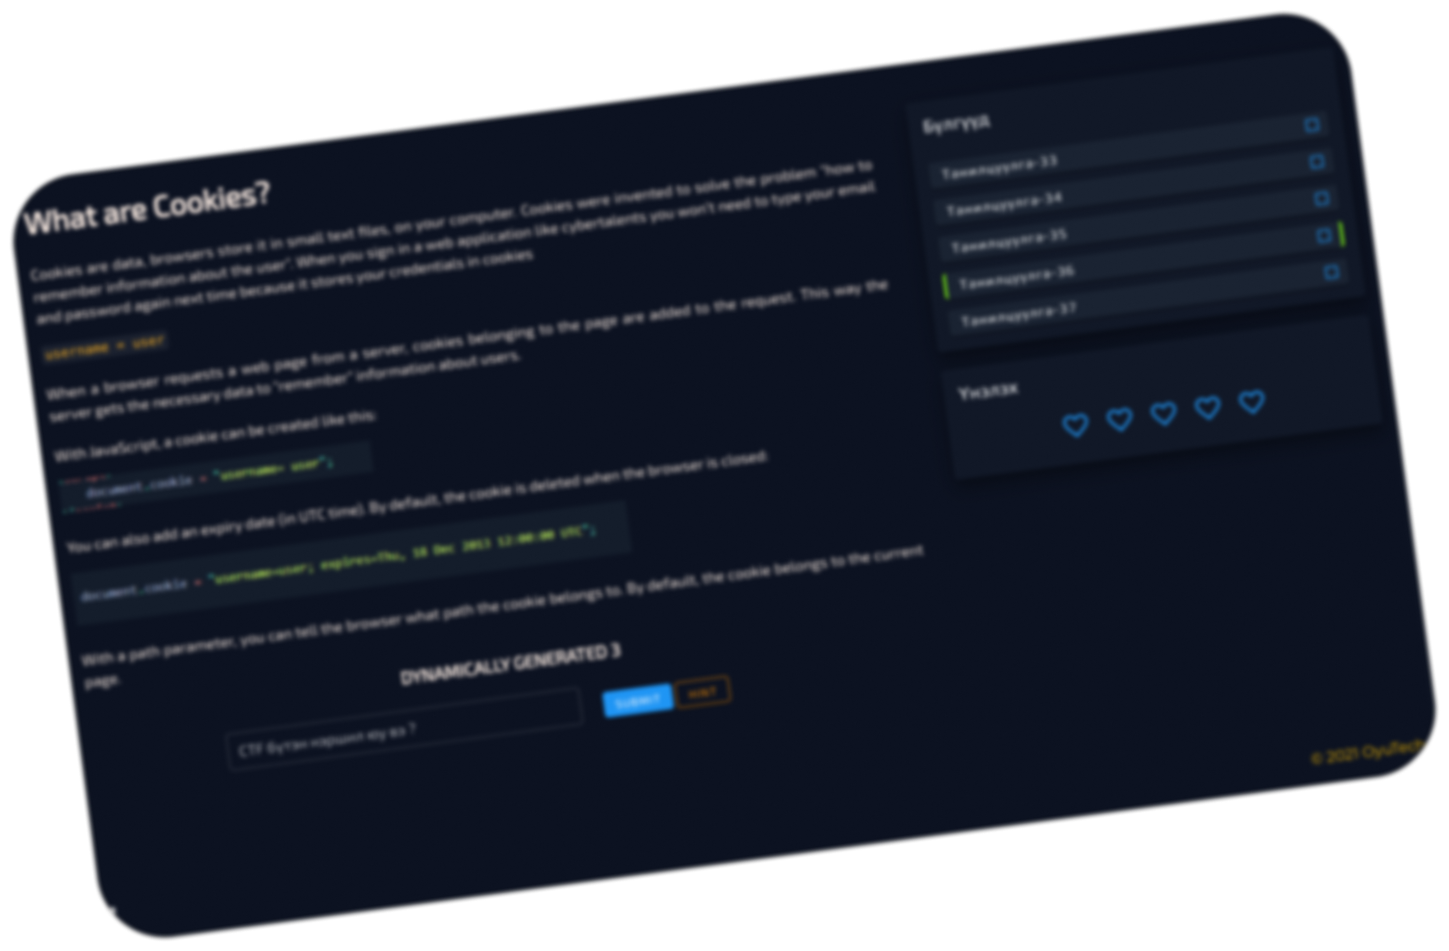 What are Cookies?
Cookies are data, browsers store it in small text files, on your computer. Cookies were invented to solve the problem "how to
remember information about the user". When you sign in a web application like cybertalents you won't need to type your email
and password again next time because it stores your credentials in cookies
username = user
When a browser requests a web page from a server, cookies belonging to the page are added to the request. This way the
server gets the necessary data to "remember" information about users.
With JavaScript, a cookie can be created like this:
document.cookie = "username= user";
You can also add an expiry date (in UTC time). By default, the cookie is deleted when the browser is closed:
document.cookie = "username=user; expires=Thu, 18 Dec 2013 12:00:00 UTC";
With a path parameter, you can tell the browser what path the cookie belongs to. By default, the cookie belongs to the current
page.
DYNAMICALLY GENERATED 3
CTF бүтэн нэршил юу вэ ?
Submit
HINT
Бүлгүүд
Танилцуулга-33
Танилцуулга-34
Танилцуулга-35
Танилцуулга-36
Танилцуулга-37
Үнэлэх
© 2021 OyuTech